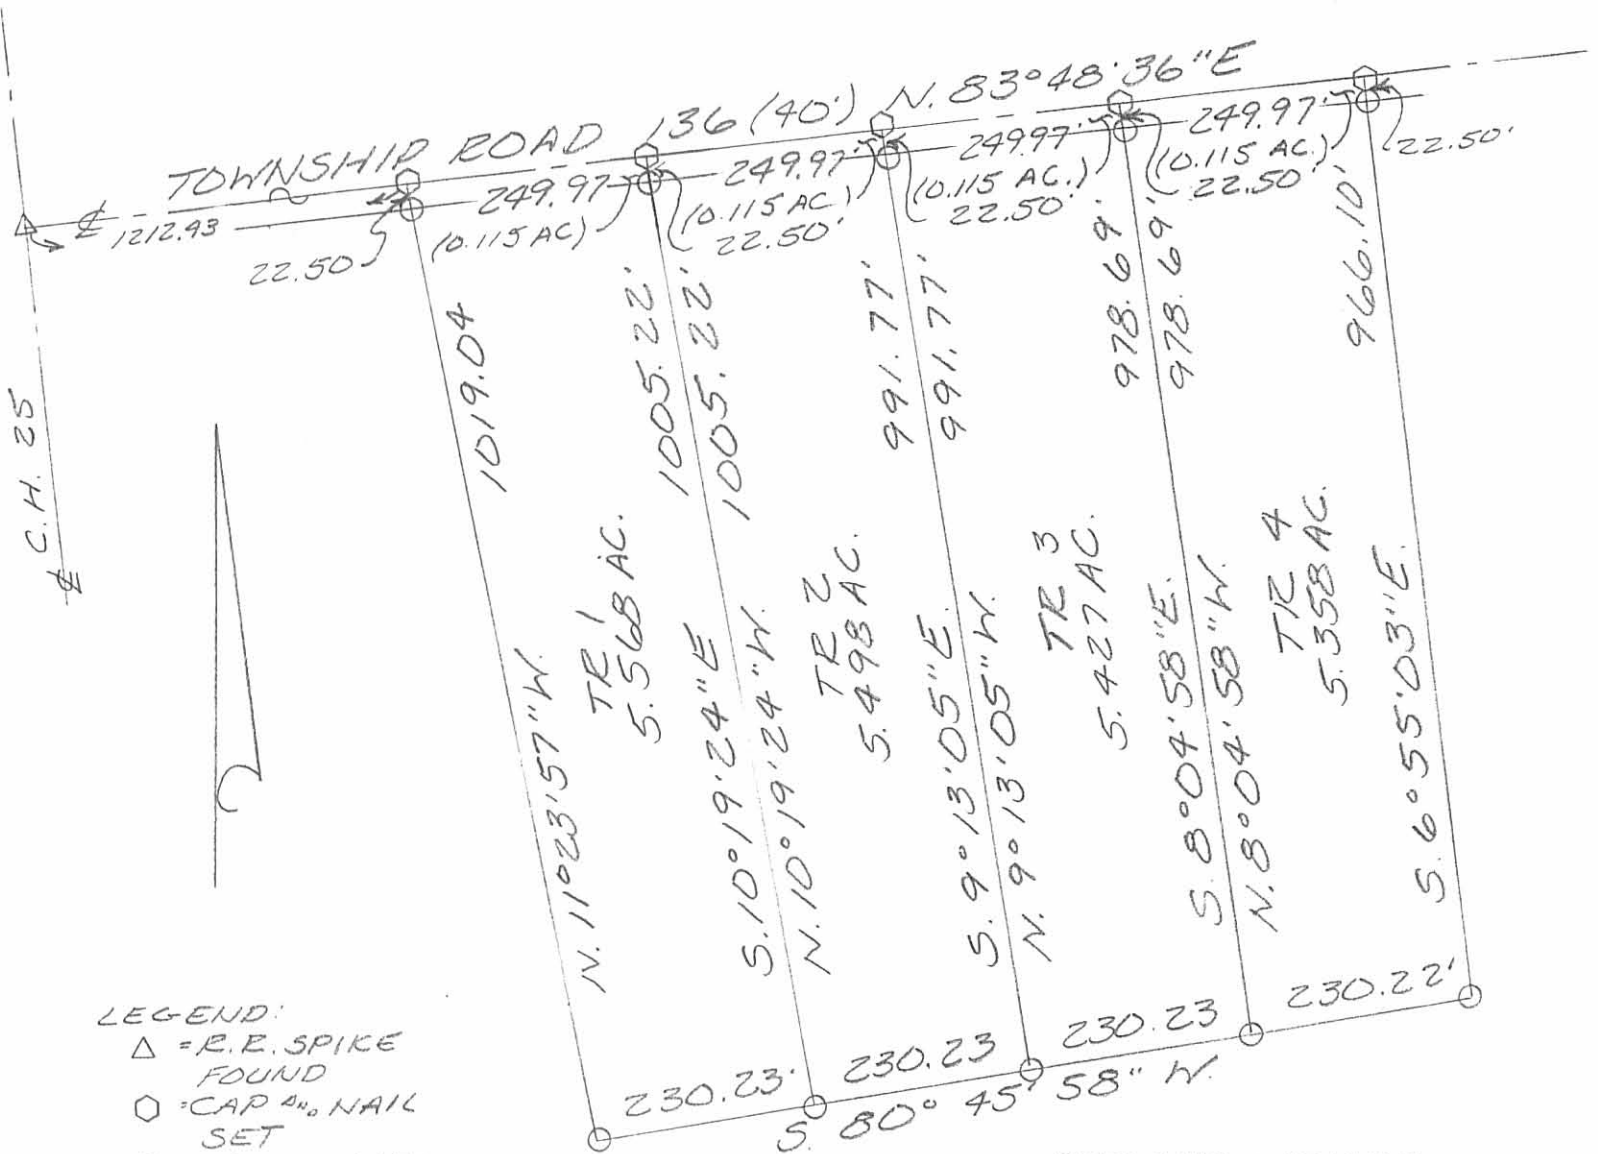 TOWNSHIP ROAD 136 (40') N. 83°48'36"E
℄ 1212.93
22.50
249.97
(0.115 AC)
249.97'
(0.115 AC.)
22.50'
249.97'
(0.115 AC.)
22.50'
249.97'
(0.115 AC.)
22.50'
22.50'
C.H. 25
℄
1019.04
N. 11°23'57"W.
TR 1
5.568 AC.
1005.22'
S. 10°19'24"E
1005.22'
N. 10°19'24"W.
TR 2
5.498 AC.
991.77'
S. 9°13'05"E.
991.77'
N. 9°13'05"W.
TR 3
5.427 AC.
978.69'
S. 8°04'58"E.
978.69'
N. 8°04'58"W.
TR 4
5.358 AC.
966.10'
S. 6°55'03"E.
230.23'
230.23
230.23
230.22'
S. 80° 45' 58" W.
LEGEND:
△ = R.R. SPIKE
FOUND
⬡ = CAP AND NAIL
SET